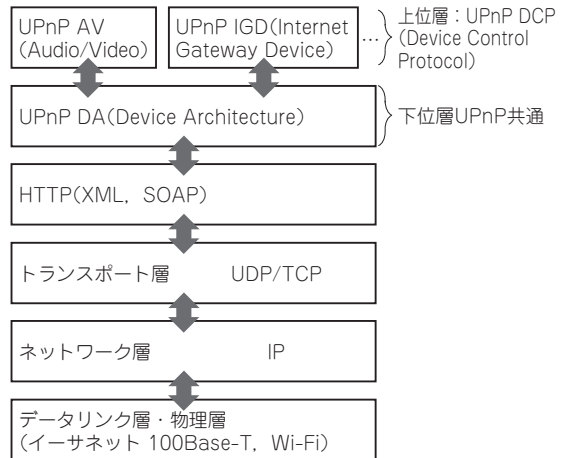 UPnP AV
(Audio/Video)
UPnP IGD(Internet
Gateway Device)
…
上位層：UPnP DCP
(Device Control
Protocol)
UPnP DA(Device Architecture)
下位層UPnP共通
HTTP(XML，SOAP)
トランスポート層 UDP/TCP
ネットワーク層 IP
データリンク層・物理層
(イーサネット 100Base-T，Wi-Fi)